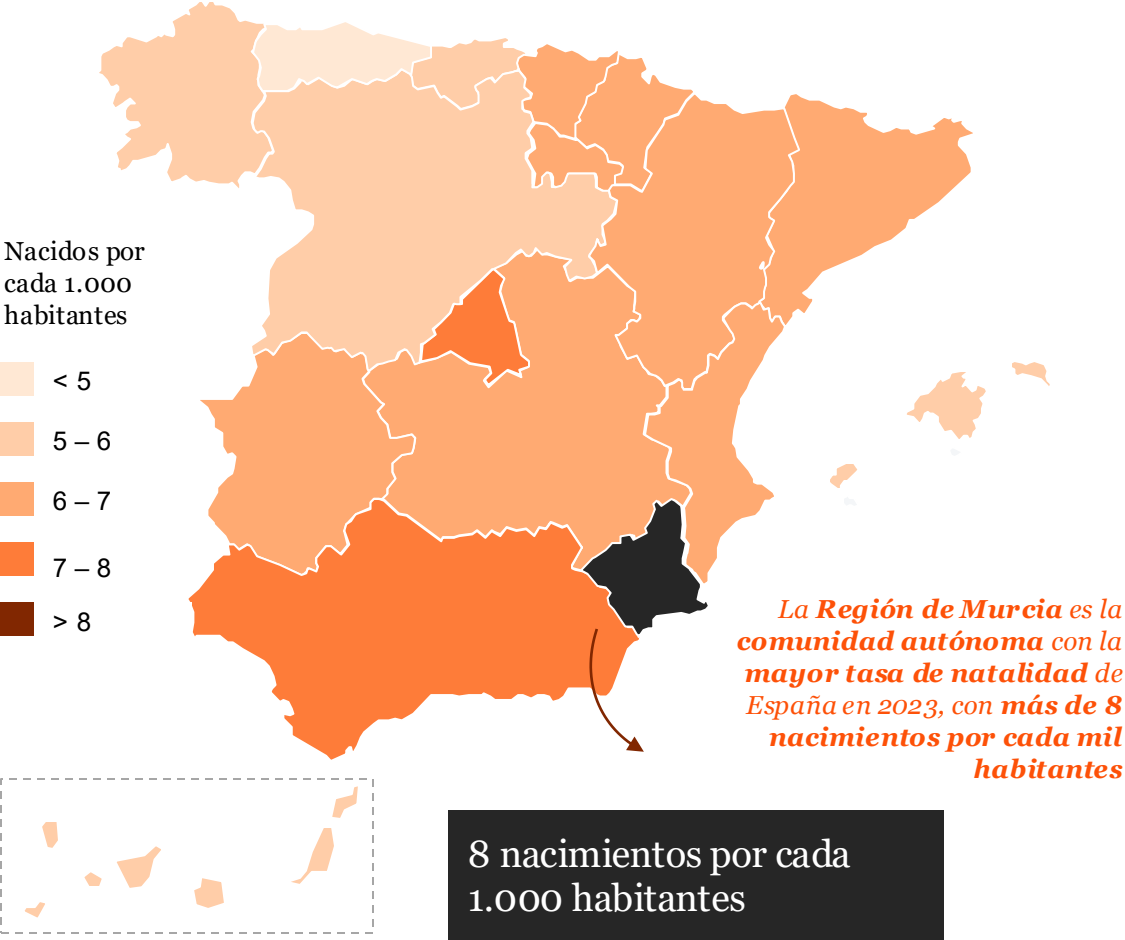 Nacidos por
cada 1.000
habitantes
< 5
5 – 6
6 – 7
7 – 8
> 8
La Región de Murcia es la
comunidad autónoma con la
mayor tasa de natalidad de
España en 2023, con más de 8
nacimientos por cada mil
habitantes
8 nacimientos por cada
1.000 habitantes